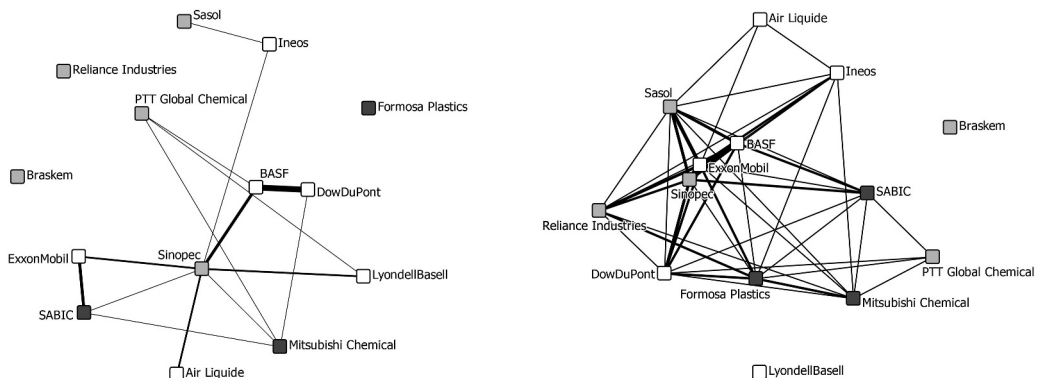 Sasol
Ineos
Reliance Industries
PTT Global Chemical
Formosa Plastics
BASF
Braskem
DowDuPont
ExxonMobil
Sinopec
LyondellBasell
SABIC
Mitsubishi Chemical
Air Liquide
Air Liquide
Ineos
Sasol
Braskem
BASF
ExxonMobil
Sinopec
SABIC
Reliance Industries
PTT Global Chemical
DowDuPont
Formosa Plastics
Mitsubishi Chemical
LyondellBasell